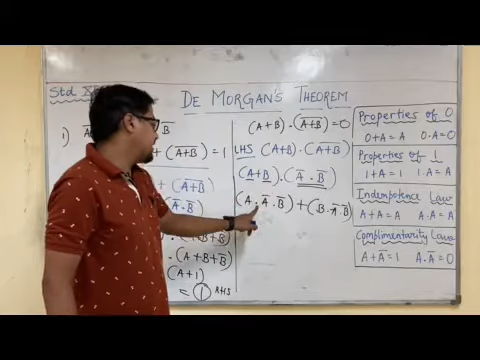 Std X
DE MORGAN'S THEOREM
1)
+ (A̅+̅B̅) = 1
+ (A̅+̅B̅)
(A̅ . B̅)
. (A + B + B̅)
(A+1)
= 1 RHS
(A+B) . (A̅+̅B̅) = 0
LHS (A+B) . (A̅+̅B̅)
(A+B) . (A̅ . B̅)
(A . A̅ . B̅) + (B . A̅ . B̅)
Properties of 0
0+A = A 0.A = 0
Properties of 1
1+A = 1 1.A = A
Indempotence Law
A+A = A A.A = A
Complimentarity Law
A+A̅ = 1 A.A̅ = 0